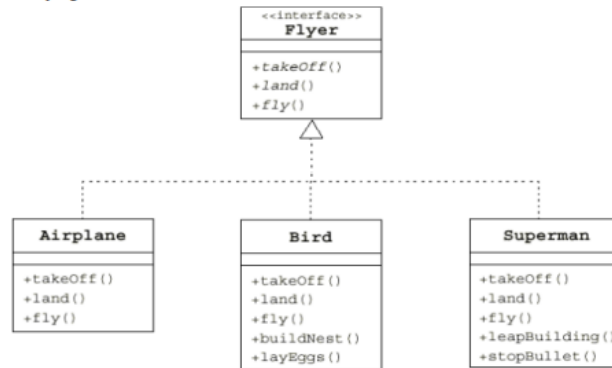 <<interface>>
Flyer
+takeOff()
+land()
+fly()
Airplane
+takeOff()
+land()
+fly()
Bird
+takeOff()
+land()
+fly()
+buildNest()
+layEggs()
Superman
+takeOff()
+land()
+fly()
+leapBuilding()
+stopBullet()